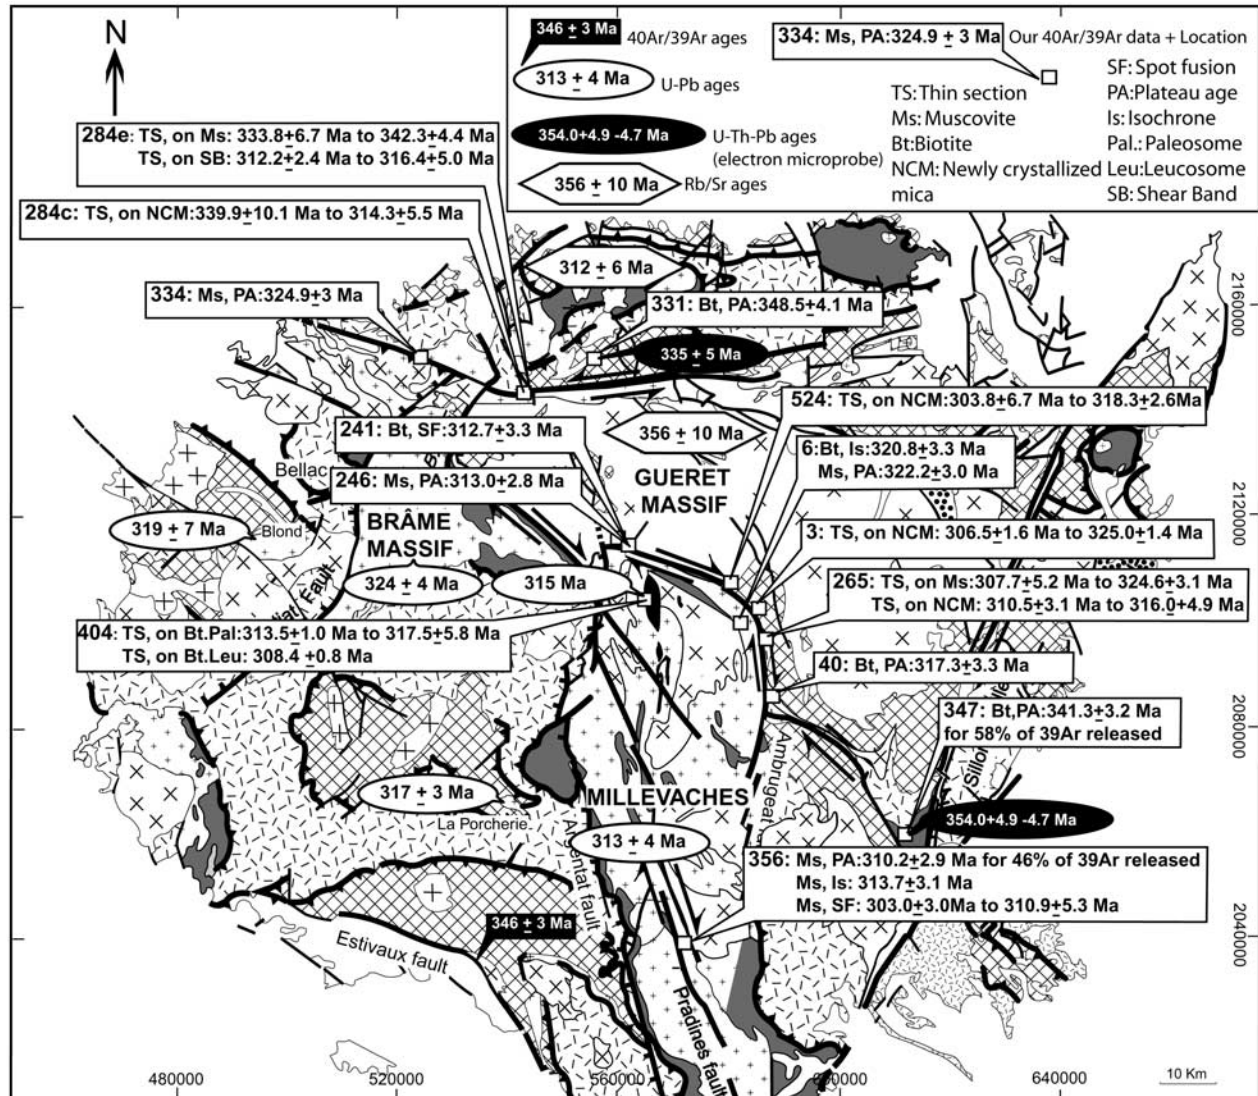 N
346 ± 3 Ma
40Ar/39Ar ages
334: Ms, PA:324.9 ± 3 Ma
Our 40Ar/39Ar data + Location
313 ± 4 Ma
U-Pb ages
354.0+4.9 -4.7 Ma
U-Th-Pb ages
(electron microprobe)
356 ± 10 Ma
Rb/Sr ages
TS:Thin section
Ms: Muscovite
Bt:Biotite
NCM: Newly crystallized
mica
SF: Spot fusion
PA:Plateau age
Is: Isochrone
Pal.: Paleosome
Leu:Leucosome
SB: Shear Band
284e: TS, on Ms: 333.8±6.7 Ma to 342.3±4.4 Ma
TS, on SB: 312.2±2.4 Ma to 316.4±5.0 Ma
284c: TS, on NCM:339.9±10.1 Ma to 314.3±5.5 Ma
312 ± 6 Ma
334: Ms, PA:324.9±3 Ma
331: Bt, PA:348.5±4.1 Ma
335 ± 5 Ma
2160000
524: TS, on NCM:303.8±6.7 Ma to 318.3±2.6Ma
241: Bt, SF:312.7±3.3 Ma
356 ± 10 Ma
6:Bt, Is:320.8±3.3 Ma
Ms, PA:322.2±3.0 Ma
Bellac
246: Ms, PA:313.0±2.8 Ma
GUERET
MASSIF
319 ± 7 Ma
Blond
BRÂME
MASSIF
2120000
3: TS, on NCM: 306.5±1.6 Ma to 325.0±1.4 Ma
324 ± 4 Ma
315 Ma
265: TS, on Ms:307.7±5.2 Ma to 324.6±3.1 Ma
TS, on NCM: 310.5±3.1 Ma to 316.0+4.9 Ma
Fault
404: TS, on Bt.Pal:313.5±1.0 Ma to 317.5±5.8 Ma
TS, on Bt.Leu: 308.4 ±0.8 Ma
40: Bt, PA:317.3±3.3 Ma
347: Bt,PA:341.3±3.2 Ma
for 58% of 39Ar released
2080000
Sillon
Ambrugeat
317 ± 3 Ma
MILLEVACHES
La Porcherie
354.0+4.9 -4.7 Ma
313 ± 4 Ma
Argentat fault
356: Ms, PA:310.2±2.9 Ma for 46% of 39Ar released
Ms, Is: 313.7±3.1 Ma
Ms, SF: 303.0±3.0Ma to 310.9±5.3 Ma
346 ± 3 Ma
Estivaux fault
2040000
Pradines fault
480000
520000
560000
640000
10 Km